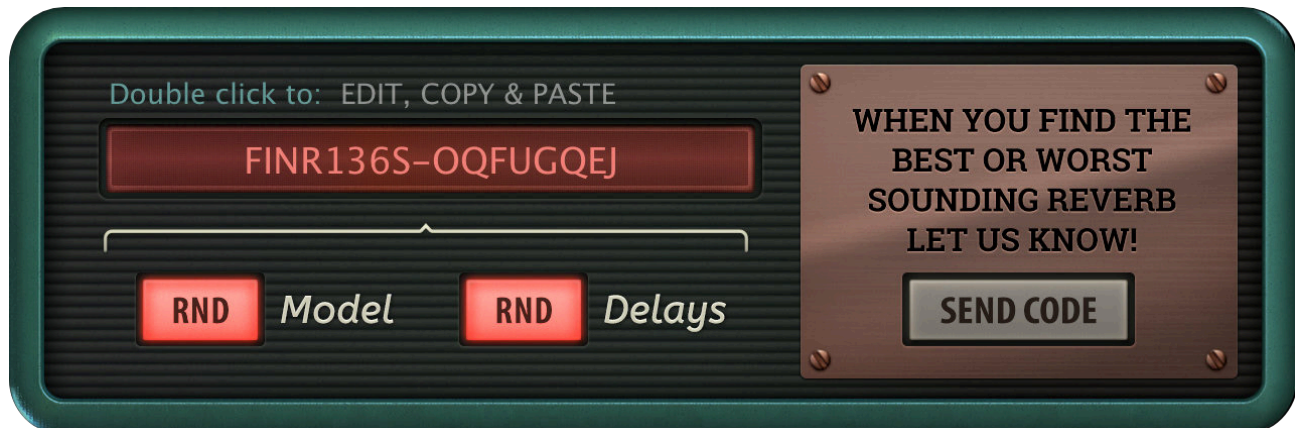 Double click to: EDIT, COPY & PASTE
FINR136S-OQFUGQEJ
RND Model RND Delays
WHEN YOU FIND THE
BEST OR WORST
SOUNDING REVERB
LET US KNOW!
SEND CODE